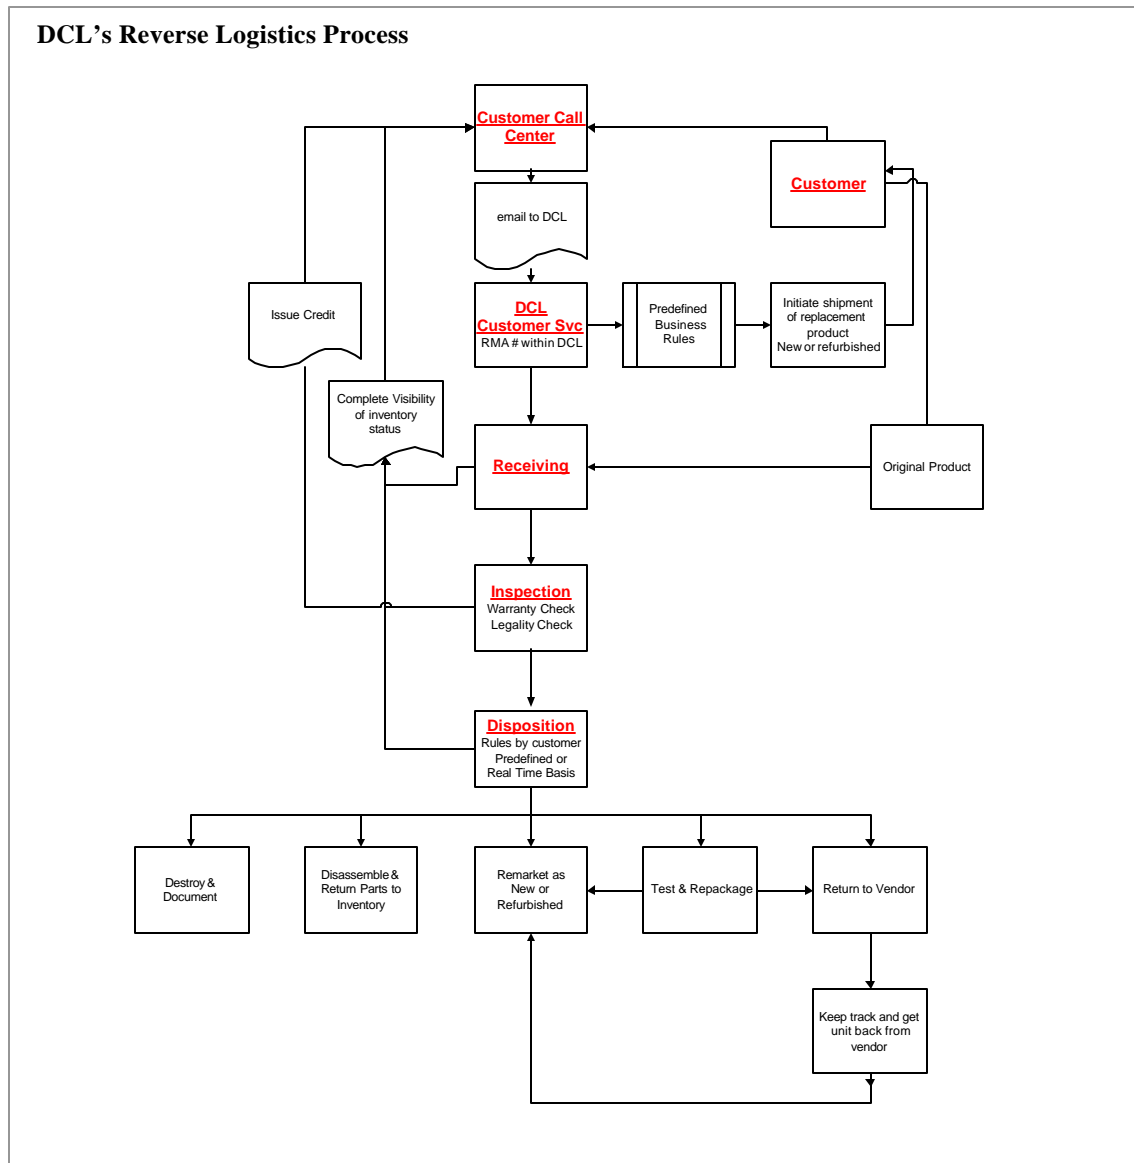 DCL's Reverse Logistics Process
Customer Call
Center
Customer
email to DCL
Issue Credit
DCL
Customer Svc
RMA # within DCL
Predefined
Business
Rules
Initiate shipment
of replacement
product
New or refurbished
Complete Visibility
of inventory
status
Receiving
Original Product
Inspection
Warranty Check
Legality Check
Disposition
Rules by customer
Predefined or
Real Time Basis
Destroy &
Document
Disassemble &
Return Parts to
Inventory
Remarket as
New or
Refurbished
Test & Repackage
Return to Vendor
Keep track and get
unit back from
vendor